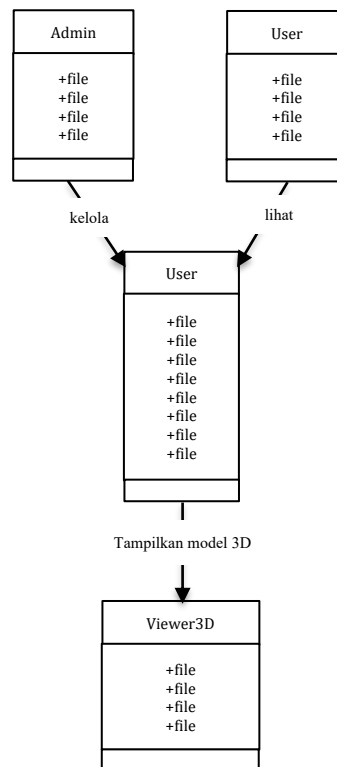 Admin
+file
+file
+file
+file
User
+file
+file
+file
+file
kelola
lihat
User
+file
+file
+file
+file
+file
+file
+file
+file
Tampilkan model 3D
Viewer3D
+file
+file
+file
+file